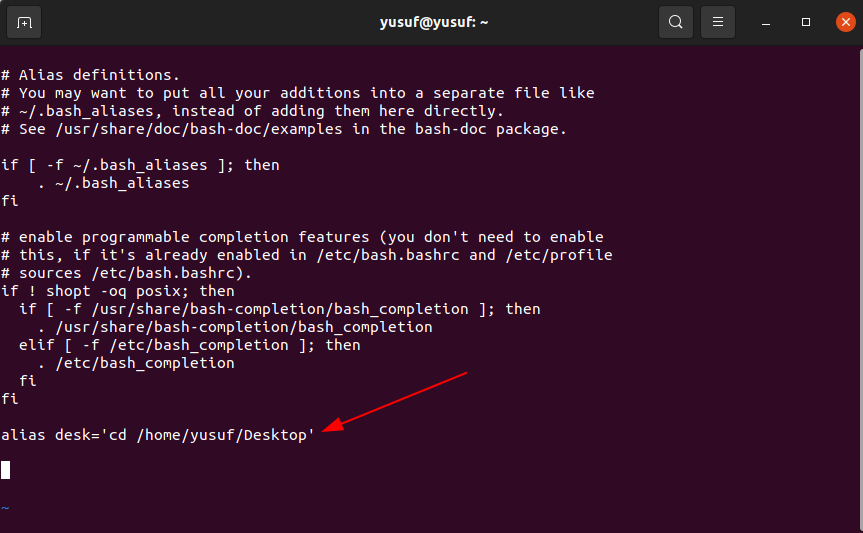 yusuf@yusuf: ~
# Alias definitions.
# You may want to put all your additions into a separate file like
# ~/.bash_aliases, instead of adding them here directly.
# See /usr/share/doc/bash-doc/examples in the bash-doc package.
if [ -f ~/.bash_aliases ]; then
    . ~/.bash_aliases
fi
# enable programmable completion features (you don't need to enable
# this, if it's already enabled in /etc/bash.bashrc and /etc/profile
# sources /etc/bash.bashrc).
if ! shopt -oq posix; then
  if [ -f /usr/share/bash-completion/bash_completion ]; then
    . /usr/share/bash-completion/bash_completion
  elif [ -f /etc/bash_completion ]; then
    . /etc/bash_completion
  fi
fi
alias desk='cd /home/yusuf/Desktop'
~